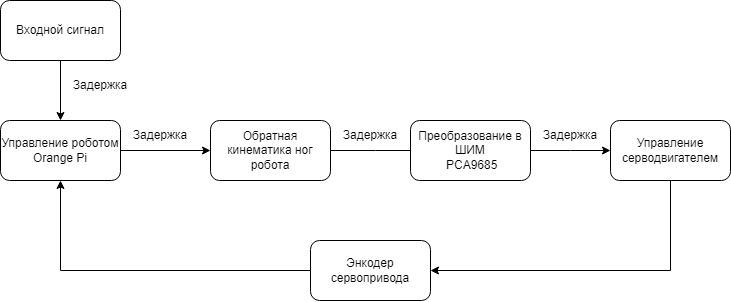 Входной сигнал
Задержка
Управление роботом
Orange Pi
Задержка
Обратная
кинематика ног
робота
Задержка
Преобразование в
ШИМ
PCA9685
Задержка
Управление
серводвигателем
Энкодер
сервопривода